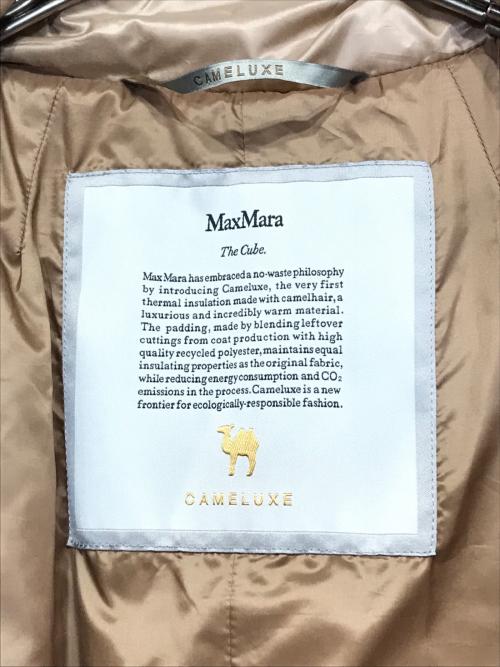 CAMELUXE
MaxMara
The Cube.
Max Mara has embraced a no-waste philosophy
by introducing Cameluxe, the very first
thermal insulation made with camelhair, a
luxurious and incredibly warm material.
The padding, made by blending leftover
cuttings from coat production with high
quality recycled polyester, maintains equal
insulating properties as the original fabric,
while reducing energy consumption and CO₂
emissions in the process. Cameluxe is a new
frontier for ecologically-responsible fashion.
CAMELUXE